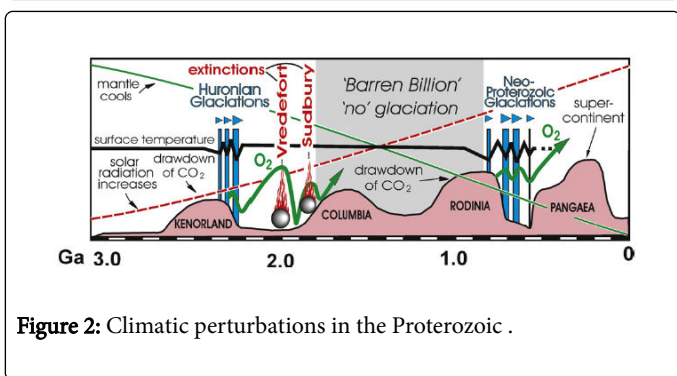 extinctions
mantle
cools
Huronian
Glaciations
Vredefort
Sudbury
'Barren Billion'
'no' glaciation
Neo-
Proterozoic
Glaciations
super-
continent
surface temperature
solar
radiation
increases
drawdown
of CO2
O2
drawdown
of CO2
O2
KENORLAND
COLUMBIA
RODINIA
PANGAEA
Ga 3.0 2.0 1.0 0
Figure 2: Climatic perturbations in the Proterozoic .